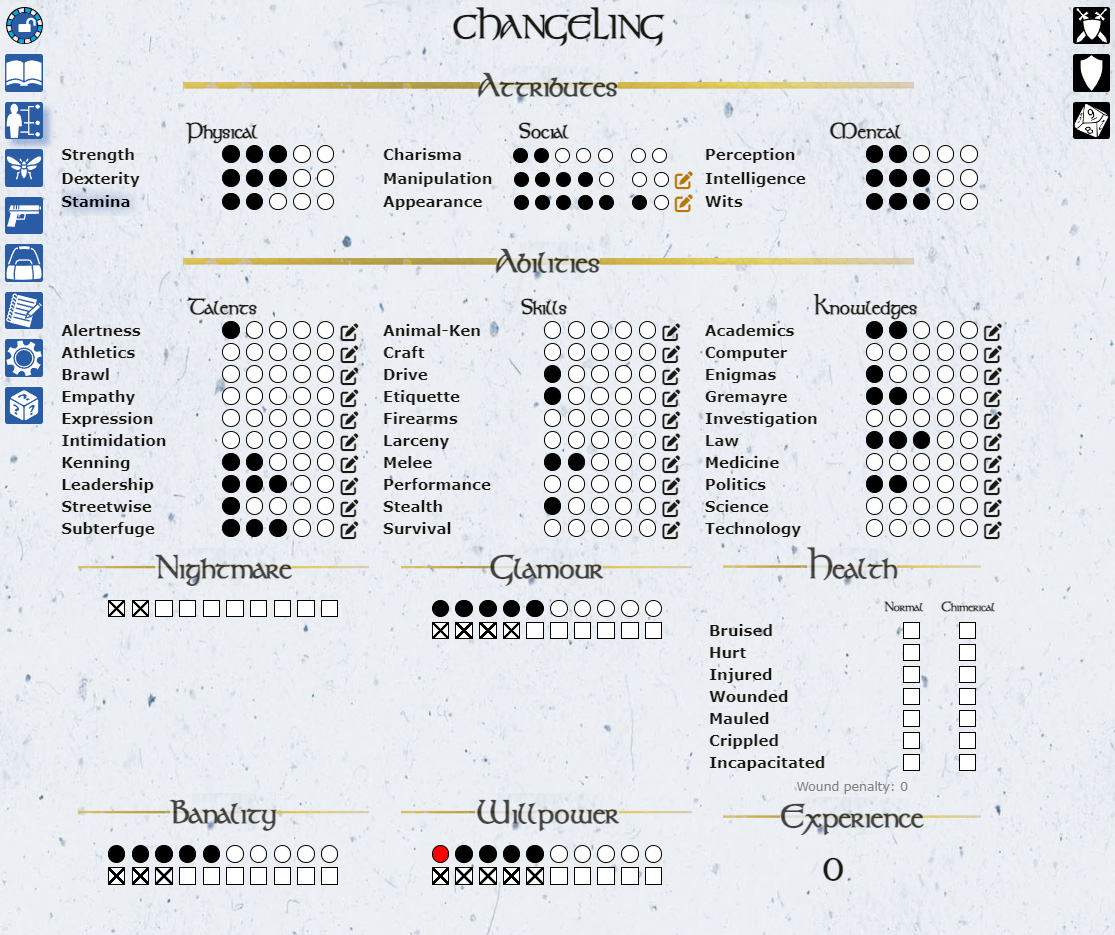 Changeling
Attributes
Physical Social Mental
Strength Charisma Perception
Dexterity Manipulation Intelligence
Stamina Appearance Wits
Abilities
Talents Skills Knowledges
Alertness Animal-Ken Academics
Athletics Craft Computer
Brawl Drive Enigmas
Empathy Etiquette Gremayre
Expression Firearms Investigation
Intimidation Larceny Law
Kenning Melee Medicine
Leadership Performance Politics
Streetwise Stealth Science
Subterfuge Survival Technology
Nightmare Glamour Health
Normal Chimerical
Bruised
Hurt
Injured
Wounded
Mauled
Crippled
Incapacitated
Wound penalty: 0
Banality Willpower Experience
0